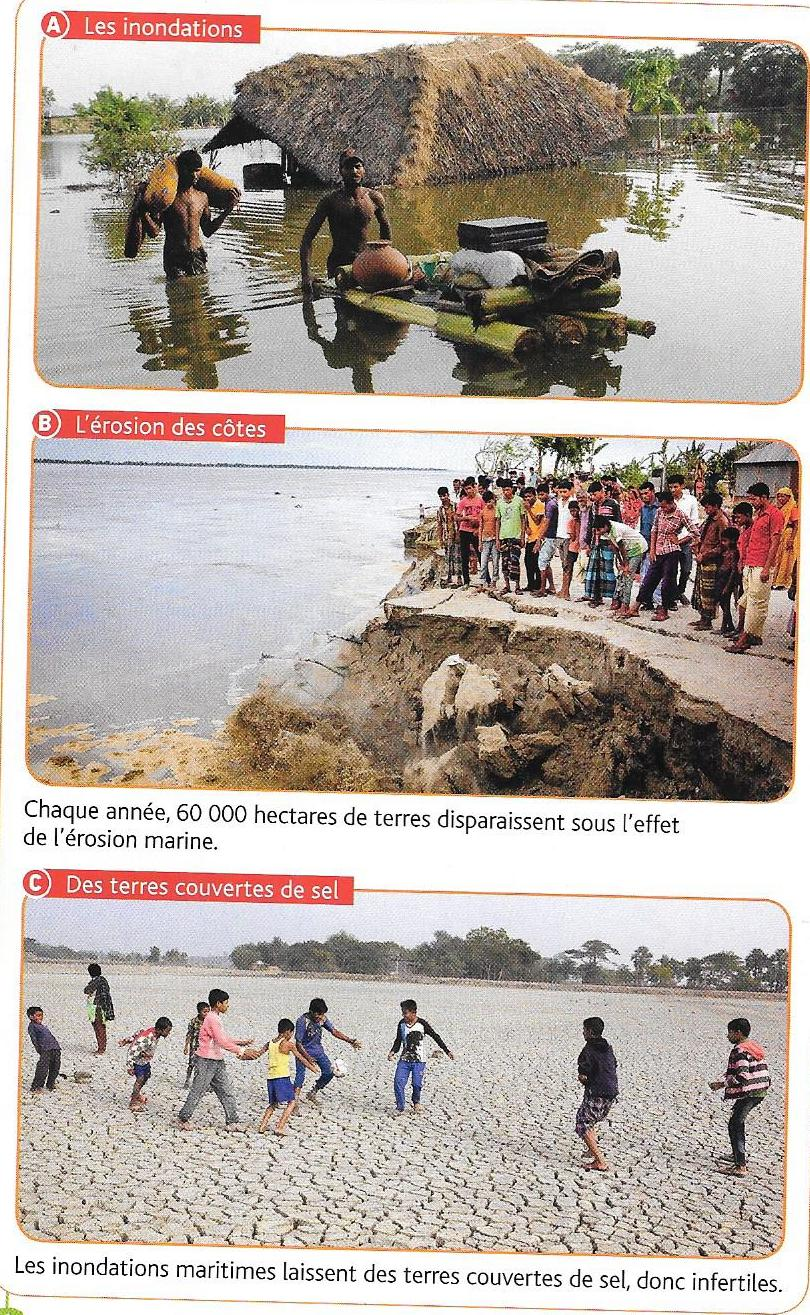 A Les inondations
B L'érosion des côtes
Chaque année, 60 000 hectares de terres disparaissent sous l'effet
de l'érosion marine.
C Des terres couvertes de sel
Les inondations maritimes laissent des terres couvertes de sel, donc infertiles.